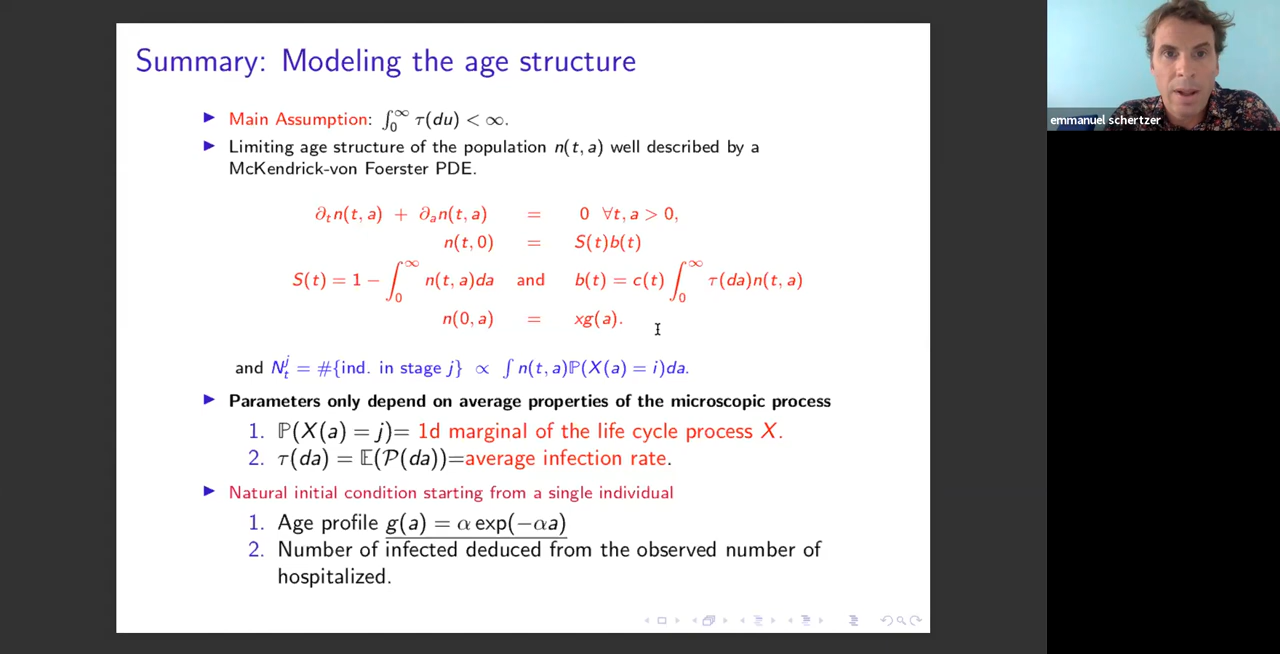 Summary: Modeling the age structure
Main Assumption: ∫₀^∞ τ(du) < ∞.
Limiting age structure of the population n(t, a) well described by a
McKendrick-von Foerster PDE.
∂ₜn(t, a) + ∂ₐn(t, a) = 0 ∀t, a > 0,
n(t, 0) = S(t)b(t)
S(t) = 1 − ∫₀^∞ n(t, a)da and b(t) = c(t) ∫₀^∞ τ(da)n(t, a)
n(0, a) = xg(a).
and Nₜʲ = #{ind. in stage j} ∝ ∫ n(t, a)ℙ(X(a) = i)da.
Parameters only depend on average properties of the microscopic process
1. ℙ(X(a) = j)= 1d marginal of the life cycle process X.
2. τ(da) = 𝔼(𝒫(da))=average infection rate.
Natural initial condition starting from a single individual
1. Age profile g(a) = α exp(−αa)
2. Number of infected deduced from the observed number of
hospitalized.
emmanuel schertzer